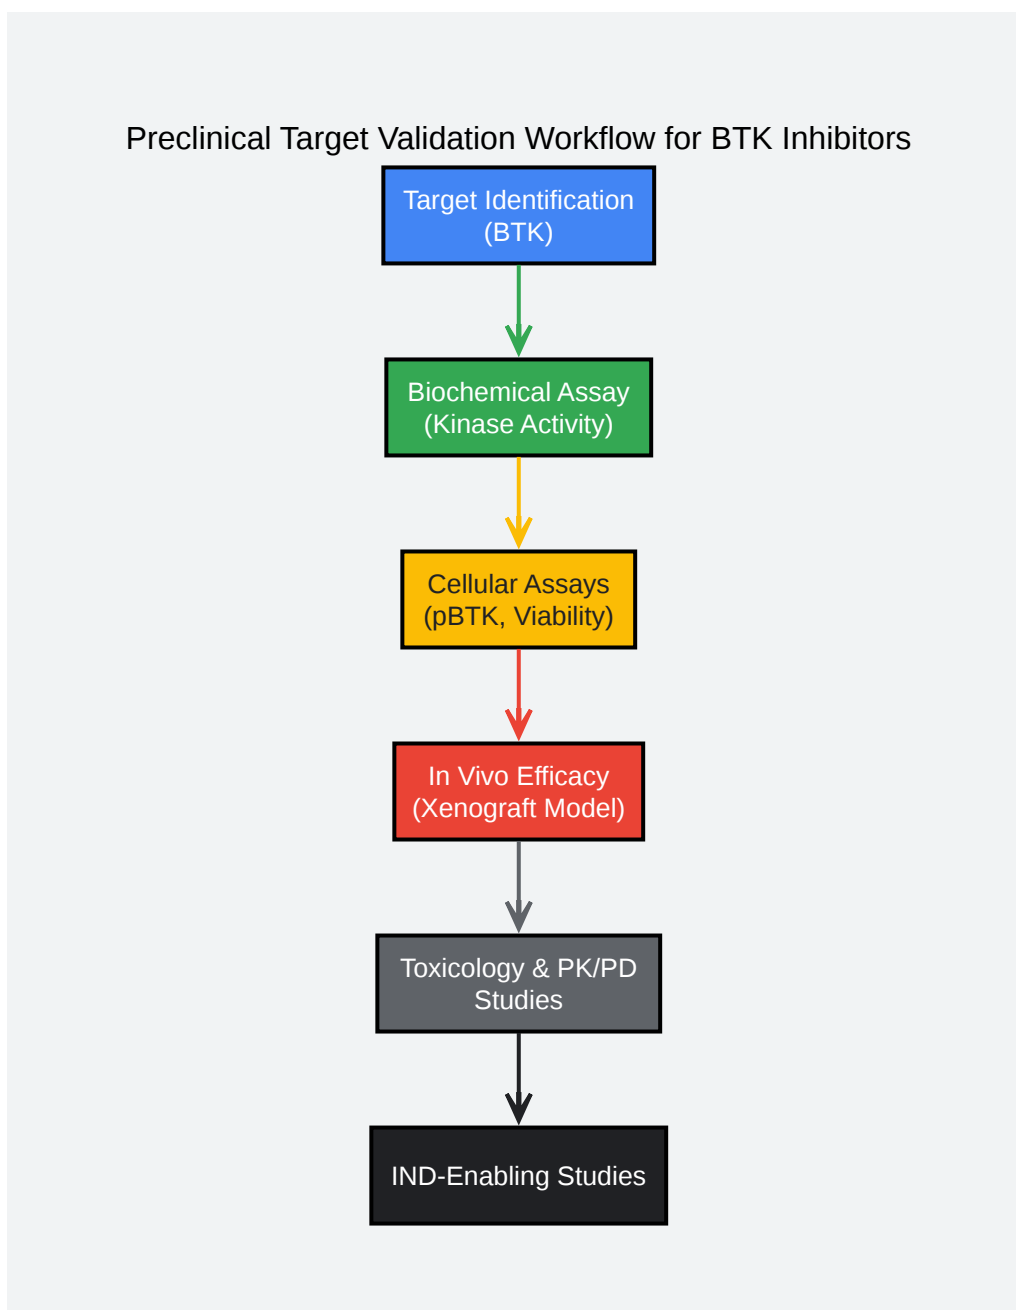 Preclinical Target Validation Workflow for BTK Inhibitors
Target Identification
(BTK)
Biochemical Assay
(Kinase Activity)
Cellular Assays
(pBTK, Viability)
In Vivo Efficacy
(Xenograft Model)
Toxicology & PK/PD
Studies
IND-Enabling Studies